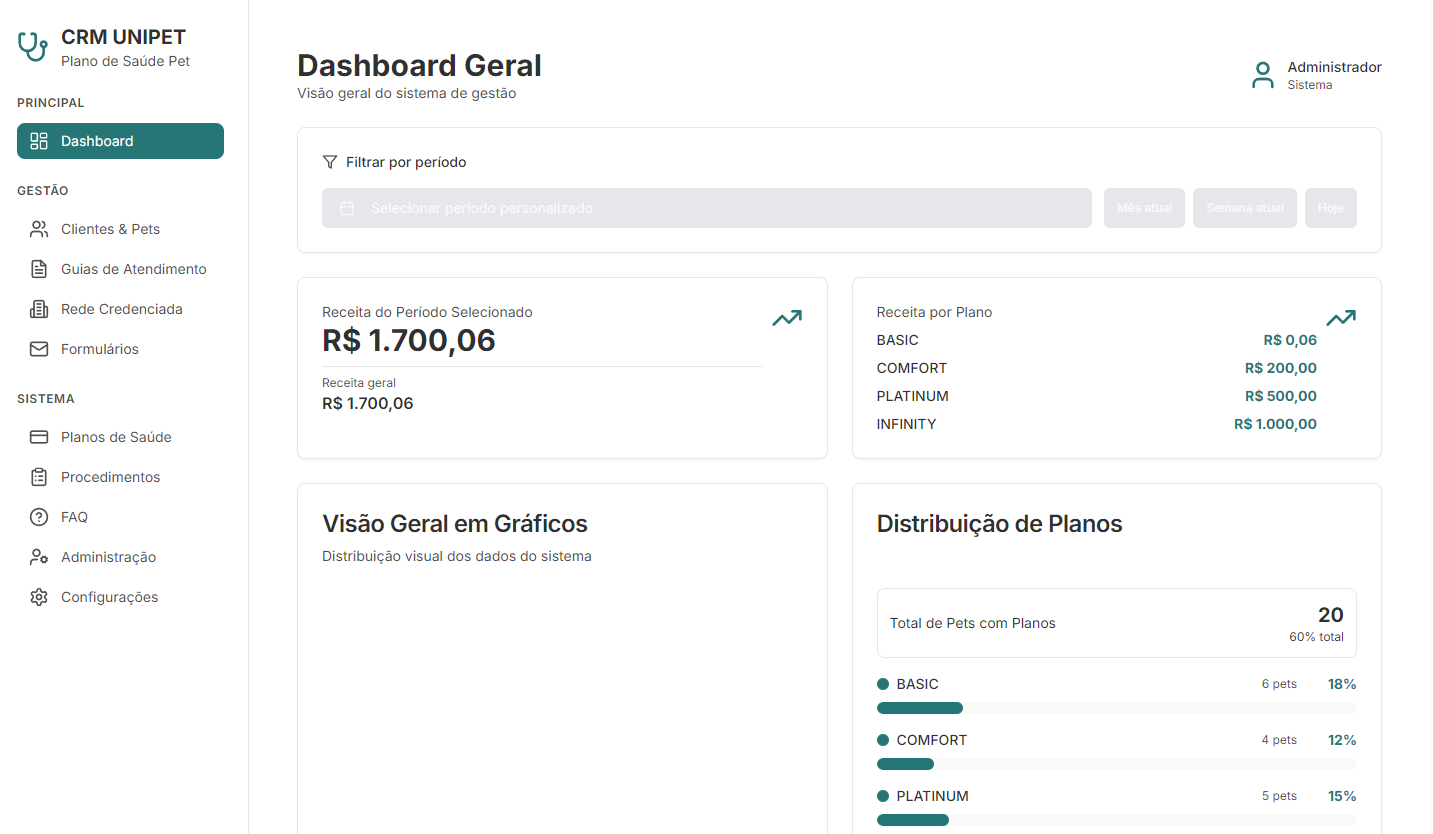 CRM UNIPET
Plano de Saúde Pet
PRINCIPAL
Dashboard
GESTÃO
Clientes & Pets
Guias de Atendimento
Rede Credenciada
Formulários
SISTEMA
Planos de Saúde
Procedimentos
FAQ
Administração
Configurações
Dashboard Geral
Visão geral do sistema de gestão
Administrador
Sistema
Filtrar por período
Selecionar período personalizado
Mês atual
Semana atual
Hoje
Receita do Período Selecionado
R$ 1.700,06
Receita geral
R$ 1.700,06
Receita por Plano
BASIC R$ 0,06
COMFORT R$ 200,00
PLATINUM R$ 500,00
INFINITY R$ 1.000,00
Visão Geral em Gráficos
Distribuição visual dos dados do sistema
Distribuição de Planos
Total de Pets com Planos
20
60% total
BASIC 6 pets 18%
COMFORT 4 pets 12%
PLATINUM 5 pets 15%